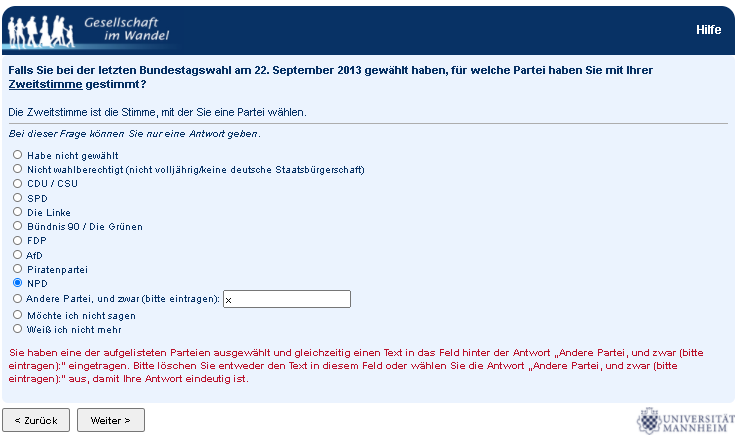 Gesellschaft
im Wandel
Hilfe
Falls Sie bei der letzten Bundestagswahl am 22. September 2013 gewählt haben, für welche Partei haben Sie mit Ihrer
Zweitstimme gestimmt?
Die Zweitstimme ist die Stimme, mit der Sie eine Partei wählen.
Bei dieser Frage können Sie nur eine Antwort geben.
Habe nicht gewählt
Nicht wahlberechtigt (nicht volljährig/keine deutsche Staatsbürgerschaft)
CDU / CSU
SPD
Die Linke
Bündnis 90 / Die Grünen
FDP
AfD
Piratenpartei
NPD
Andere Partei, und zwar (bitte eintragen): x
Möchte ich nicht sagen
Weiß ich nicht mehr
Sie haben eine der aufgelisteten Parteien ausgewählt und gleichzeitig einen Text in das Feld hinter der Antwort „Andere Partei, und zwar (bitte
eintragen):" eingetragen. Bitte löschen Sie entweder den Text in diesem Feld oder wählen Sie die Antwort „Andere Partei, und zwar (bitte
eintragen):" aus, damit Ihre Antwort eindeutig ist.
< Zurück
Weiter >
UNIVERSITÄT
MANNHEIM